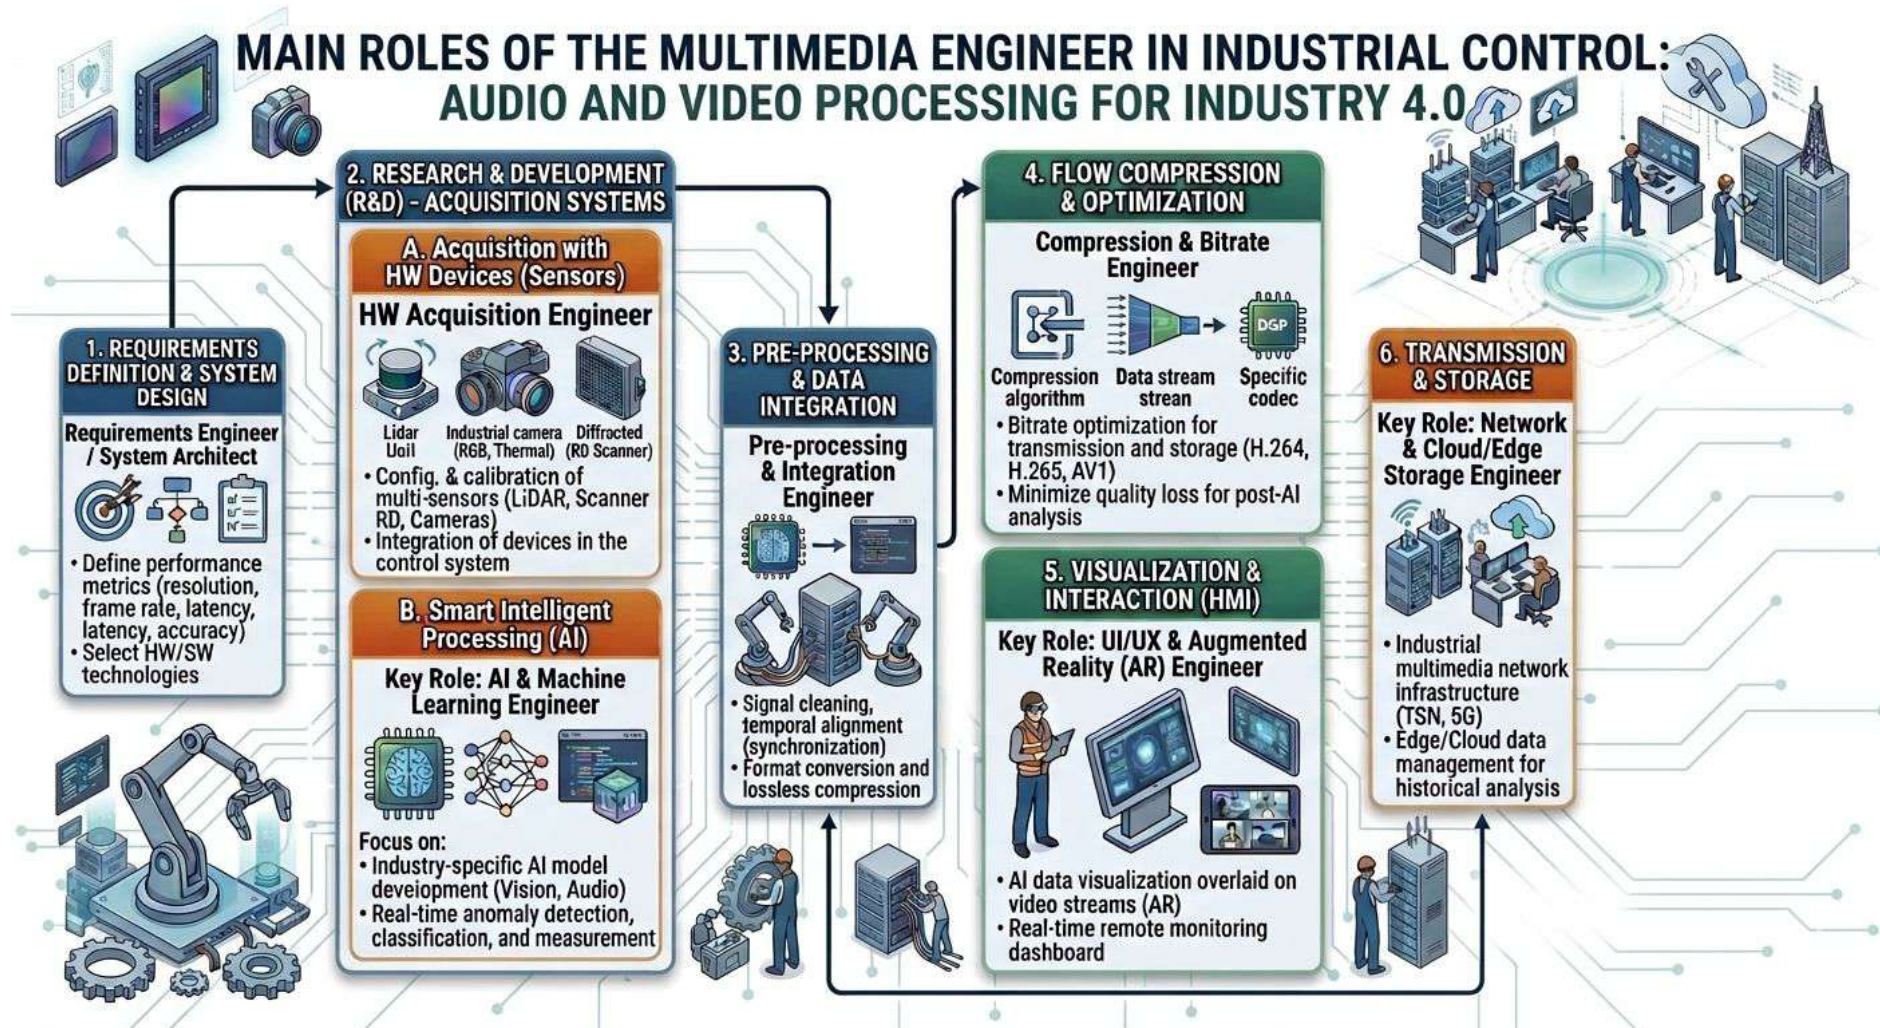 MAIN ROLES OF THE MULTIMEDIA ENGINEER IN INDUSTRIAL CONTROL:
AUDIO AND VIDEO PROCESSING FOR INDUSTRY 4.0
1. REQUIREMENTS
DEFINITION & SYSTEM
DESIGN
Requirements Engineer
/ System Architect
• Define performance
metrics (resolution,
frame rate, latency,
latency, accuracy)
• Select HW/SW
technologies
2. RESEARCH & DEVELOPMENT
(R&D) - ACQUISITION SYSTEMS
A. Acquisition with
HW Devices (Sensors)
HW Acquisition Engineer
Lidar
Industrial camera
(RGB, Thermal)
Diffracted
(RD Scanner)
• Config. & calibration of
multi-sensors (LiDAR, Scanner
RD, Cameras)
• Integration of devices in the
control system
B. Smart Intelligent
Processing (AI)
Key Role: AI & Machine
Learning Engineer
Focus on:
• Industry-specific AI model
development (Vision, Audio)
• Real-time anomaly detection,
classification, and measurement
3. PRE-PROCESSING
& DATA
INTEGRATION
Pre-processing
& Integration
Engineer
• Signal cleaning,
temporal alignment
(synchronization)
• Format conversion and
lossless compression
4. FLOW COMPRESSION
& OPTIMIZATION
Compression & Bitrate
Engineer
DGP
Compression
algorithm
Data stream
strean
Specific
codec
• Bitrate optimization for
transmission and storage (H.264,
H.265, AV1)
• Minimize quality loss for post-AI
analysis
5. VISUALIZATION &
INTERACTION (HMI)
Key Role: UI/UX & Augmented
Reality (AR) Engineer
• AI data visualization overlaid on
video streams (AR)
• Real-time remote monitoring
dashboard
6. TRANSMISSION
& STORAGE
Key Role: Network
& Cloud/Edge
Storage Engineer
• Industrial
multimedia network
infrastructure
(TSN, 5G)
• Edge/Cloud data
management for
historical analysis